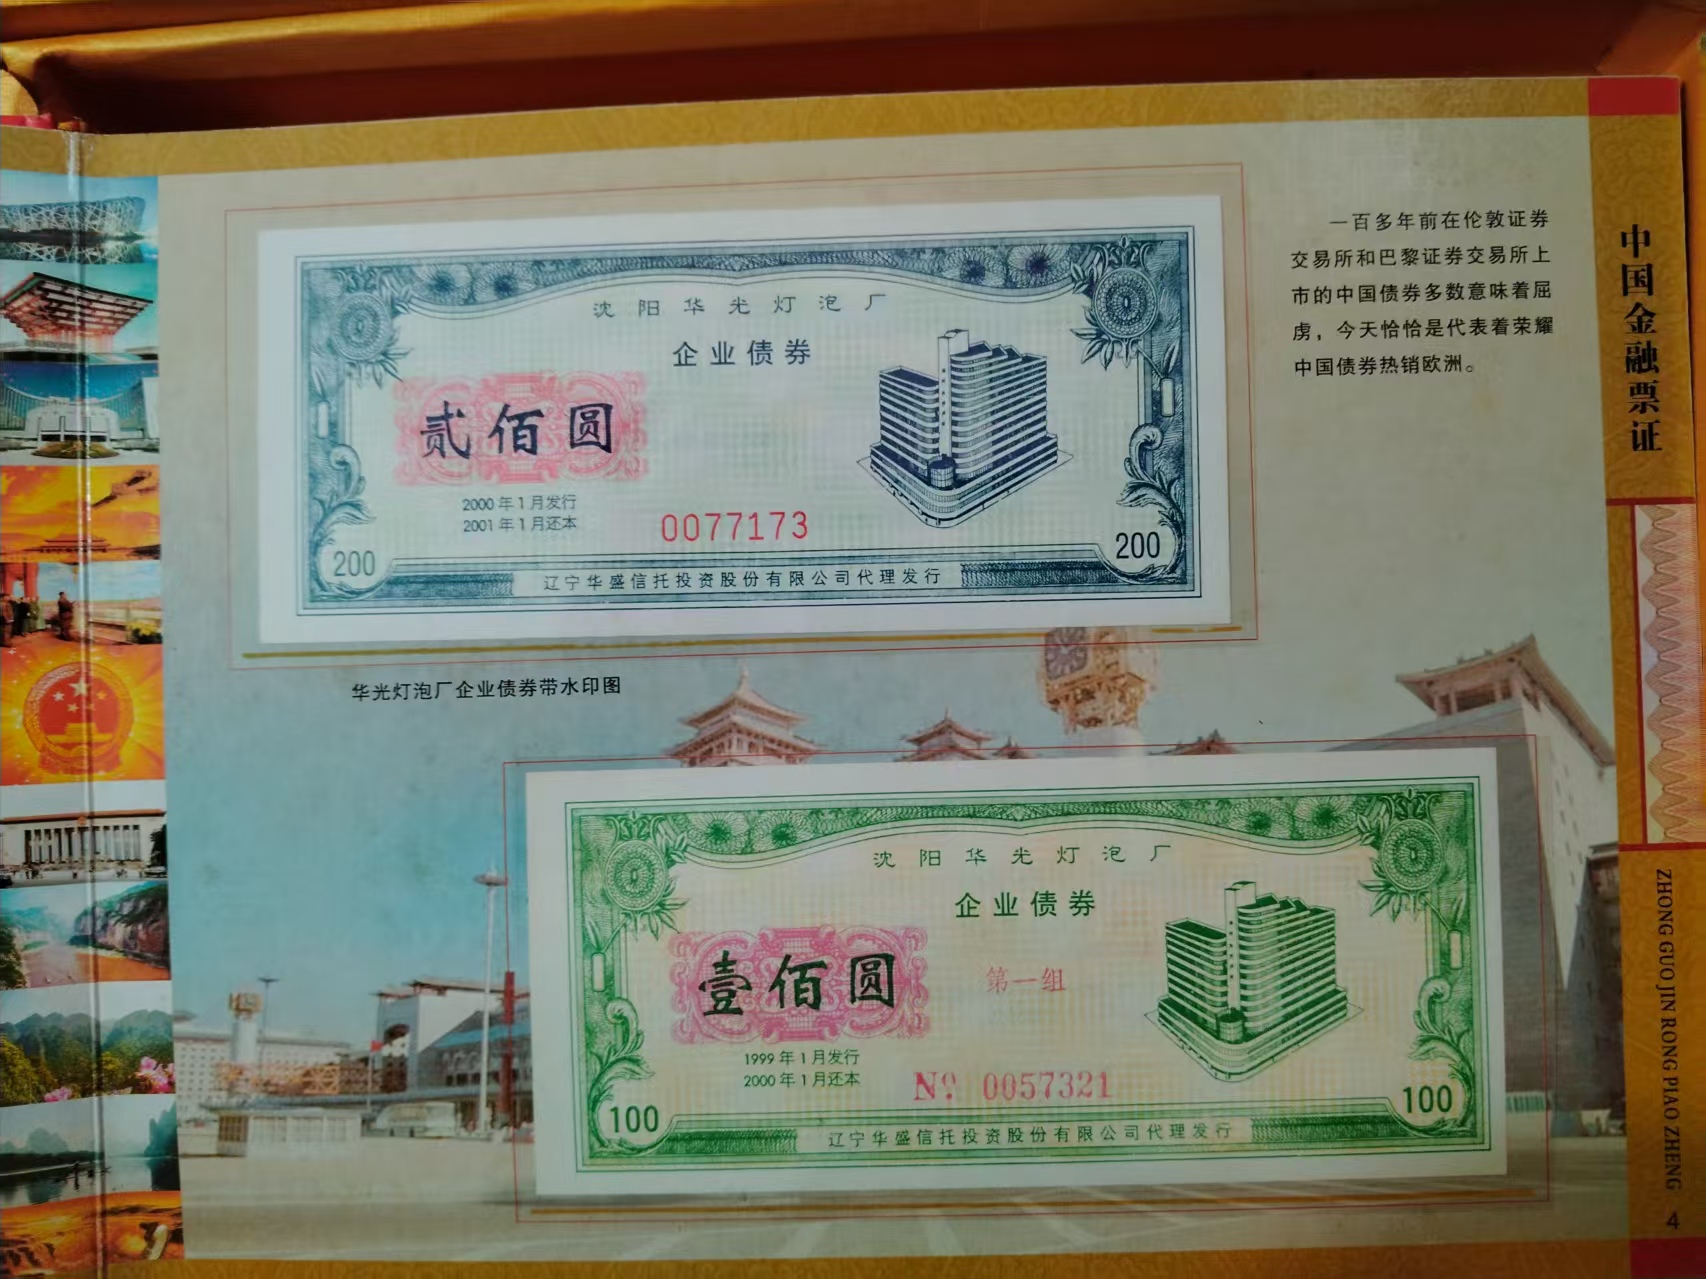 沈阳华光灯泡厂
企业债券
贰佰圆
2000年1月发行
2001年1月还本
0077173
200
200
辽宁华盛信托投资股份有限公司代理发行
华光灯泡厂企业债券带水印图
一百多年前在伦敦证券
交易所和巴黎证券交易所上
市的中国债券多数意味着屈
虏，今天恰恰是代表着荣耀
中国债券热销欧洲。
沈阳华光灯泡厂
企业债券
壹佰圆
第一组
1999年1月发行
2000年1月还本
Nº 0057321
100
100
辽宁华盛信托投资股份有限公司代理发行
中国金融票证
ZHONG GUO JIN RONG PIAO ZHENG
4